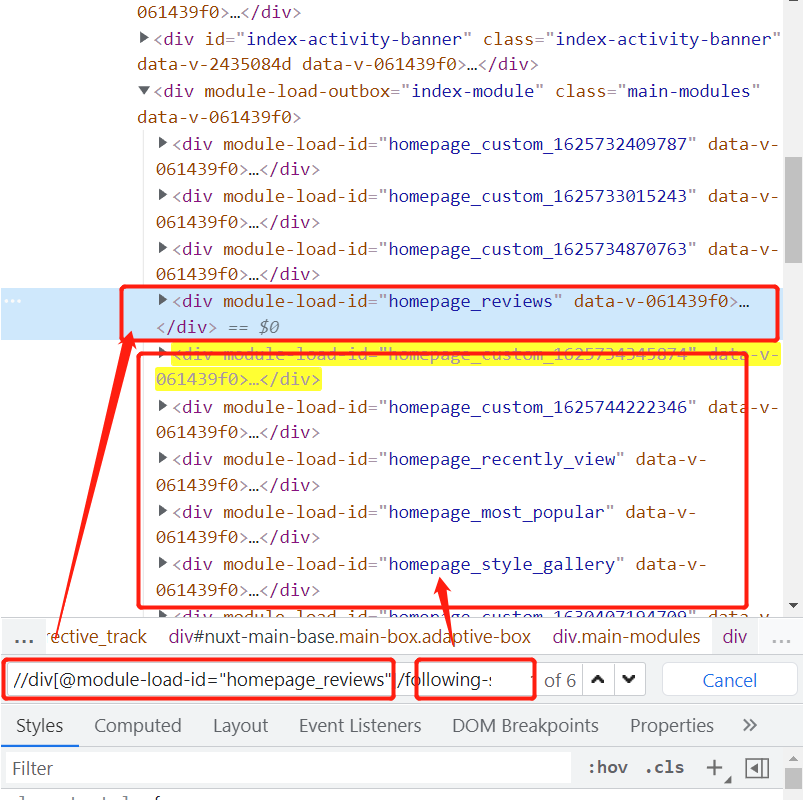 061439f0>…</div>
<div id="index-activity-banner" class="index-activity-banner"
data-v-2435084d data-v-061439f0>…</div>
<div module-load-outbox="index-module" class="main-modules"
data-v-061439f0>
<div module-load-id="homepage_custom_1625732409787" data-v-
061439f0>…</div>
<div module-load-id="homepage_custom_1625733015243" data-v-
061439f0>…</div>
<div module-load-id="homepage_custom_1625734870763" data-v-
061439f0>…</div>
<div module-load-id="homepage_reviews" data-v-061439f0>…
</div> == $0
<div module-load-id="homepage_custom_1625734345874" data-v-
061439f0>…</div>
<div module-load-id="homepage_custom_1625744222346" data-v-
061439f0>…</div>
<div module-load-id="homepage_recently_view" data-v-
061439f0>…</div>
<div module-load-id="homepage_most_popular" data-v-
061439f0>…</div>
<div module-load-id="homepage_style_gallery" data-v-
061439f0>…</div>
<div module-load-id="homepage_custom_1630407194709" data-v-
… rective_track div#nuxt-main-base.main-box.adaptive-box div.main-modules div …
//div[@module-load-id="homepage_reviews" /following-s of 6 Cancel
Styles Computed Layout Event Listeners DOM Breakpoints Properties »
Filter :hov .cls +